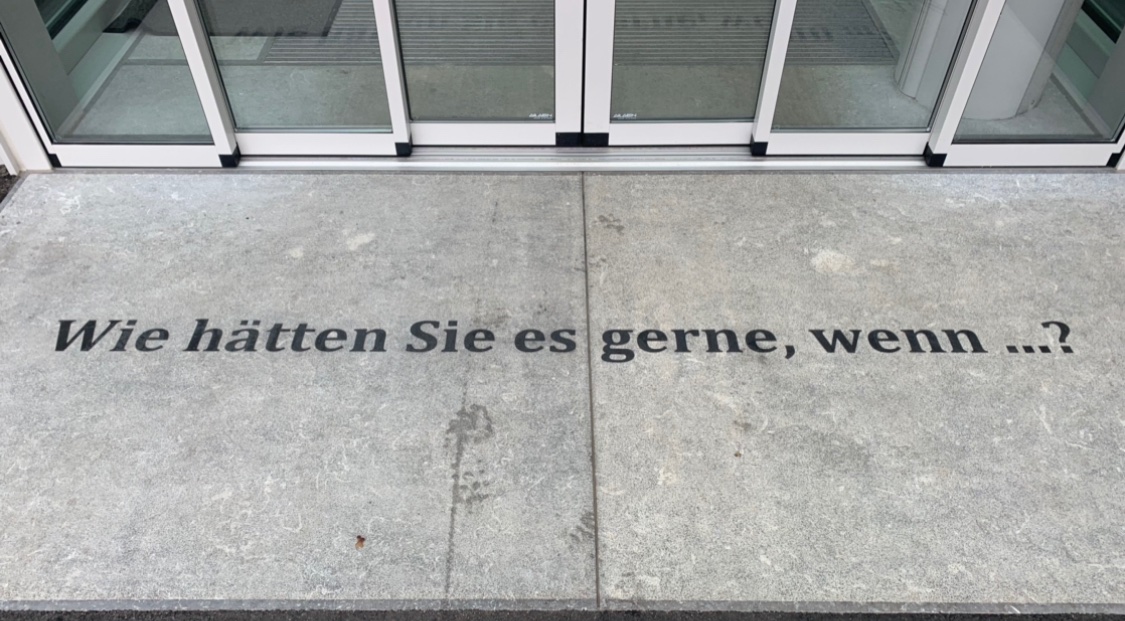 Wie hätten Sie es gerne, wenn ...?